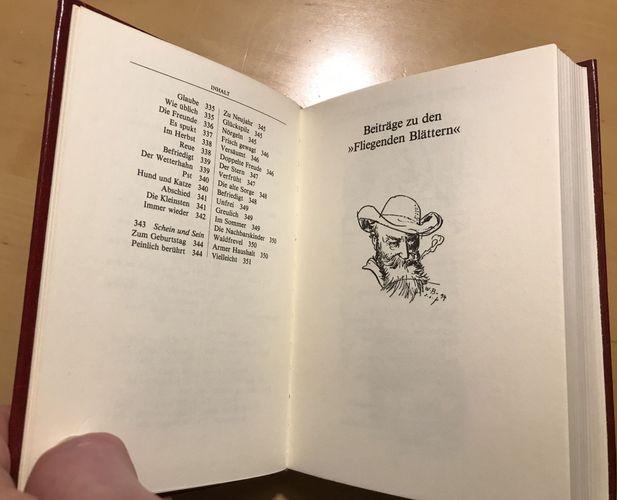 INHALT
Glaube 335
Wie üblich 335
Die Freunde 336
Es spukt 337
Im Herbst 338
Reue 338
Befriedigt 339
Der Wetterhahn 339
Pst 340
Hund und Katze 340
Abschied 341
Die Kleinsten 341
Immer wieder 342
343 Schein und Sein
Zum Geburtstag 344
Peinlich berührt 344
Zu Neujahr 345
Glückspilz 345
Nörgeln 345
Frisch gewagt 346
Versäumt 346
Doppelte Freude 346
Der Stern 347
Verfrüht 347
Die alte Sorge 348
Befriedigt 348
Unfrei 349
Greulich 349
Im Sommer 349
Die Nachbarskinder 350
Waldfrevel 350
Armer Haushalt 350
Vielleicht 351
Beiträge zu den
»Fliegenden Blättern«
W.B. 94